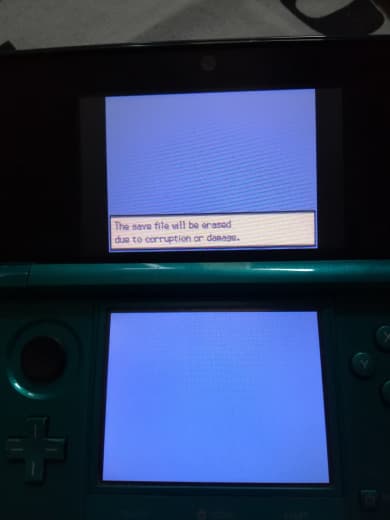 The save file will be erased
due to corruption or damage.
Y
X